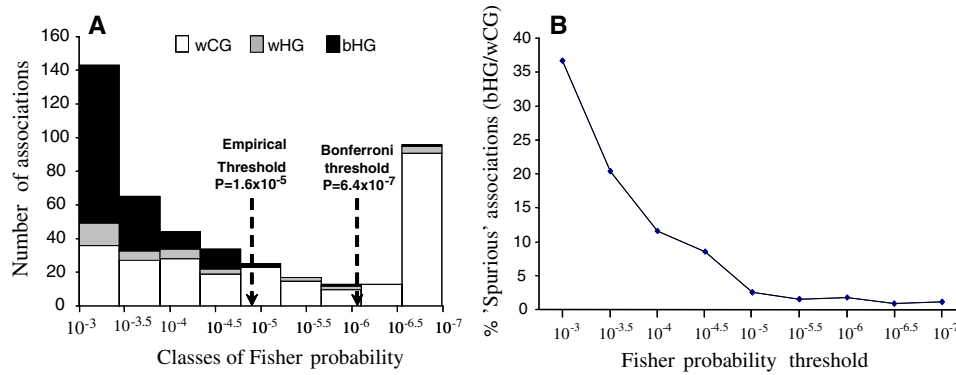 A
wCG wHG bHG
160
140
120
100
80
60
40
20
0
Number of associations
Empirical
Threshold
P=1.6x10-5
Bonferroni
threshold
P=6.4x10-7
10-3 10-3.5 10-4 10-4.5 10-5 10-5.5 10-6 10-6.5 10-7
Classes of Fisher probability
B
40
35
30
25
20
15
10
5
0
% 'Spurious' associations (bHG/wCG)
10-3 10-3.5 10-4 10-4.5 10-5 10-5.5 10-6 10-6.5 10-7
Fisher probability threshold